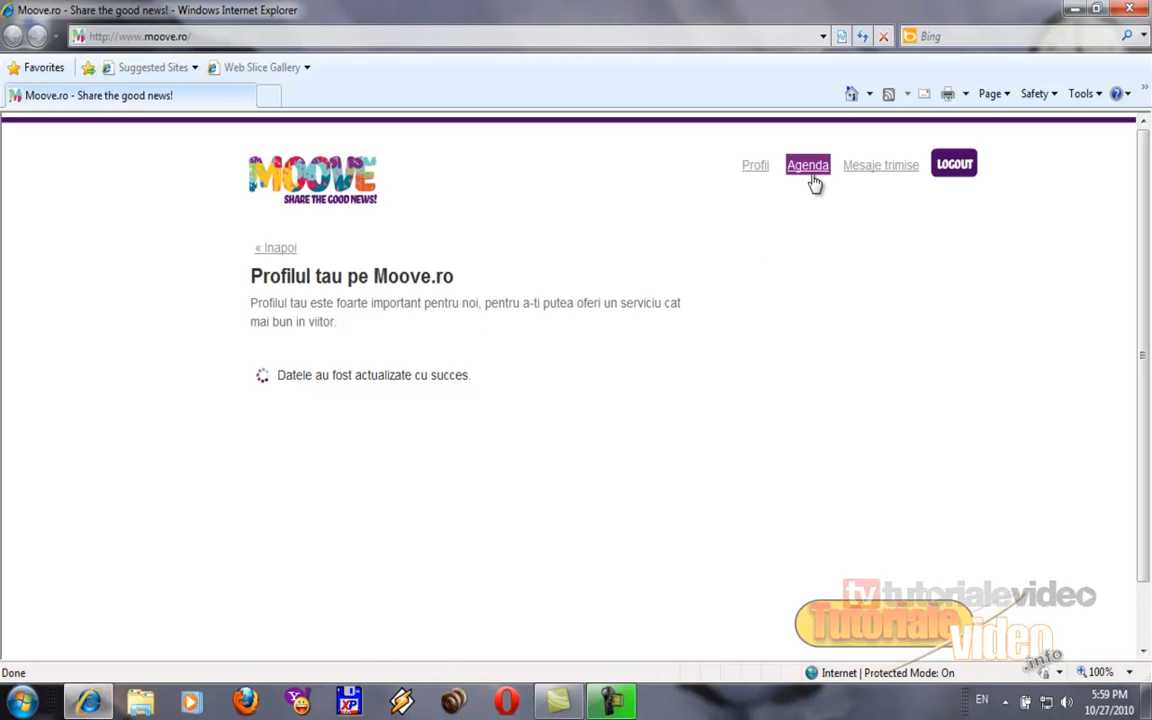 Moove.ro - Share the good news! - Windows Internet Explorer
http://www.moove.ro/
Bing
Favorites
Suggested Sites
Web Slice Gallery
Moove.ro - Share the good news!
Page
Safety
Tools
MOOVE
SHARE THE GOOD NEWS!
Profil
Agenda
Mesaje trimise
LOGOUT
« Inapoi
Profilul tau pe Moove.ro
Profilul tau este foarte important pentru noi, pentru a-ti putea oferi un serviciu cat
mai bun in viitor.
Datele au fost actualizate cu succes.
tv tutorialevideo
Tutoriale
video
.info
Done
Internet | Protected Mode: On
100%
XP
EN
5:59 PM
10/27/2010